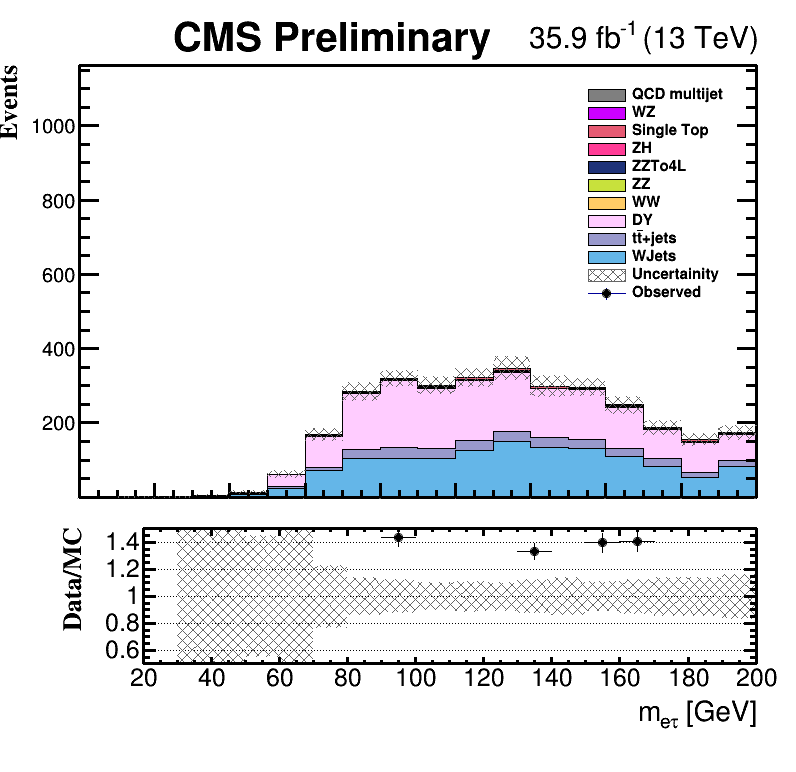 CMS Preliminary 35.9 fb-1 (13 TeV)
Events
1000
800
600
400
200
QCD multijet
WZ
Single Top
ZH
ZZTo4L
ZZ
WW
DY
tt̄+jets
WJets
Uncertainity
Observed
Data/MC
1.4
1.2
1
0.8
0.6
20 40 60 80 100 120 140 160 180 200
meτ [GeV]